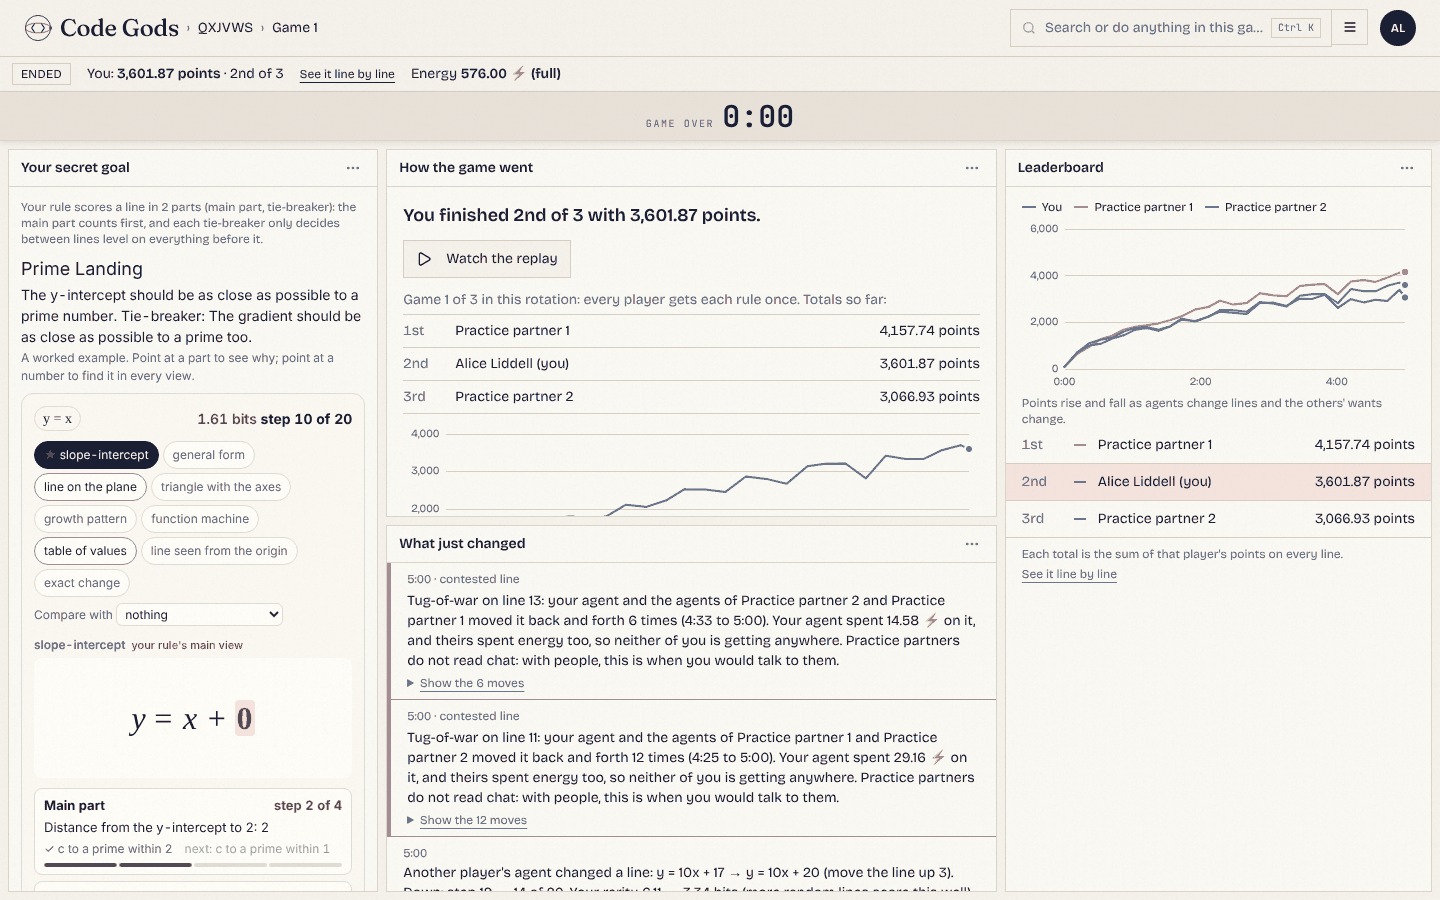 Code Gods › QXJVWS › Game 1
Search or do anything in this ga... Ctrl K
AL
ENDED You: 3,601.87 points · 2nd of 3 See it line by line Energy 576.00 ⚡ (full)
GAME OVER 0:00
Your secret goal
Your rule scores a line in 2 parts (main part, tie-breaker): the
main part counts first, and each tie-breaker only decides
between lines level on everything before it.
Prime Landing
The y-intercept should be as close as possible to a
prime number. Tie-breaker: The gradient should be
as close as possible to a prime too.
A worked example. Point at a part to see why; point at a
number to find it in every view.
y = x 1.61 bits step 10 of 20
★ slope-intercept general form
line on the plane triangle with the axes
growth pattern function machine
table of values line seen from the origin
exact change
Compare with nothing
slope-intercept your rule's main view
y = x + 0
Main part step 2 of 4
Distance from the y-intercept to 2: 2
✓ c to a prime within 2 next: c to a prime within 1
How the game went
You finished 2nd of 3 with 3,601.87 points.
Watch the replay
Game 1 of 3 in this rotation: every player gets each rule once. Totals so far:
1st Practice partner 1 4,157.74 points
2nd Alice Liddell (you) 3,601.87 points
3rd Practice partner 2 3,066.93 points
4,000
3,000
2,000
What just changed
5:00 · contested line
Tug-of-war on line 13: your agent and the agents of Practice partner 2 and Practice
partner 1 moved it back and forth 6 times (4:33 to 5:00). Your agent spent 14.58 ⚡ on it,
and theirs spent energy too, so neither of you is getting anywhere. Practice partners
do not read chat: with people, this is when you would talk to them.
▶ Show the 6 moves
5:00 · contested line
Tug-of-war on line 11: your agent and the agents of Practice partner 1 and Practice
partner 2 moved it back and forth 12 times (4:25 to 5:00). Your agent spent 29.16 ⚡ on
it, and theirs spent energy too, so neither of you is getting anywhere. Practice partners
do not read chat: with people, this is when you would talk to them.
▶ Show the 12 moves
5:00
Another player's agent changed a line: y = 10x + 17 → y = 10x + 20 (move the line up 3).
Down: step 19 → 14 of 20. Your rarity 6.11 → 3.34 bits (more random lines score this well).
Leaderboard
You Practice partner 1 Practice partner 2
6,000
4,000
2,000
0
0:00 2:00 4:00
Points rise and fall as agents change lines and the others' wants
change.
1st Practice partner 1 4,157.74 points
2nd Alice Liddell (you) 3,601.87 points
3rd Practice partner 2 3,066.93 points
Each total is the sum of that player's points on every line.
See it line by line